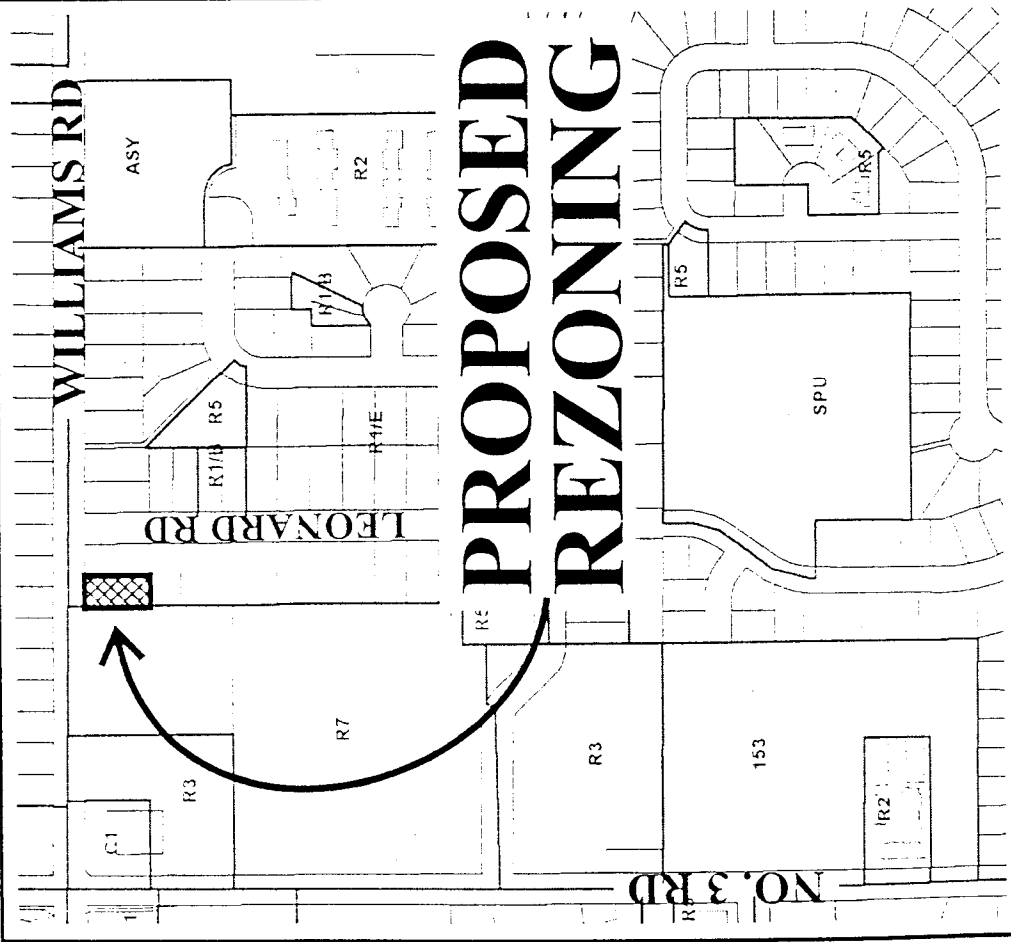 WILLIAMS RD
ASY
R2
R1/B
R5
R1/B
R1/E
LEONARD RD
PROPOSED
REZONING
R5
R5
SPU
R7
R3
C1
R3
153
R2
NO. 3 RD